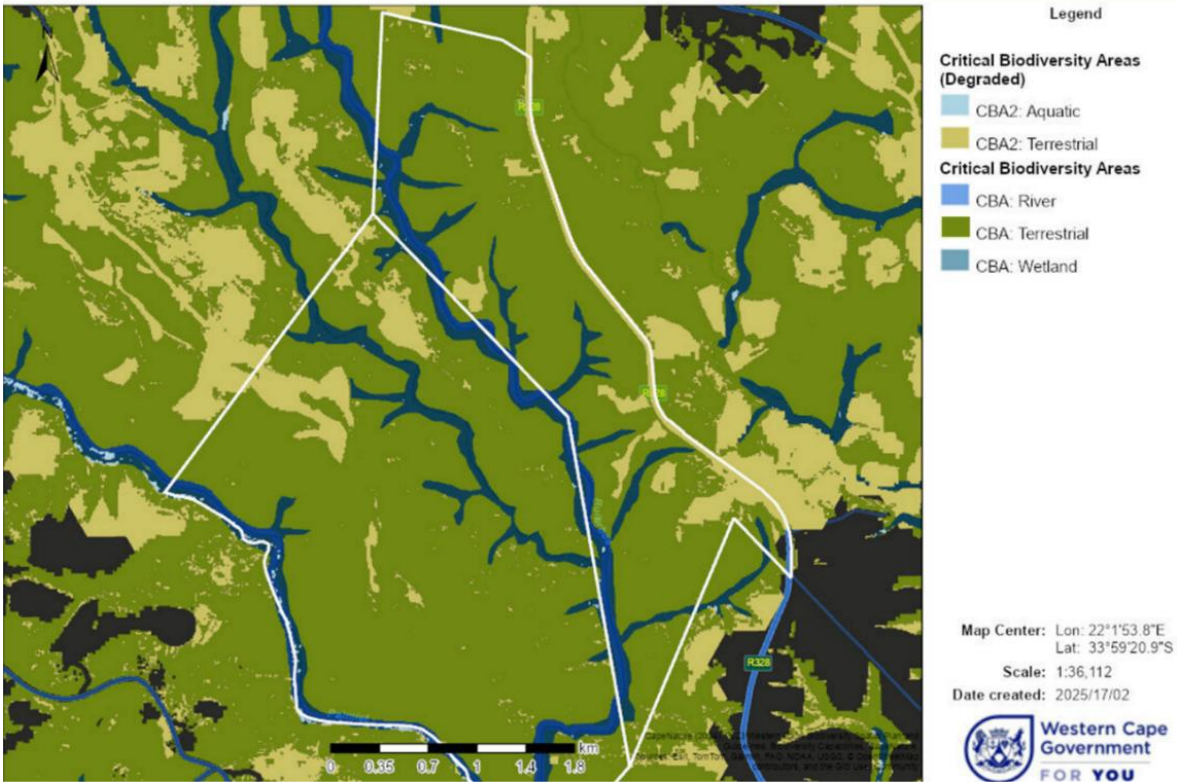 N
R328
R328
R328
km
0 0.35 0.7 1 1.4 1.8
Legend
Critical Biodiversity Areas
(Degraded)
CBA2: Aquatic
CBA2: Terrestrial
Critical Biodiversity Areas
CBA: River
CBA: Terrestrial
CBA: Wetland
Map Center: Lon: 22°1'53.8"E
Lat: 33°59'20.9"S
Scale: 1:36,112
Date created: 2025/17/02
Western Cape
Government
FOR YOU